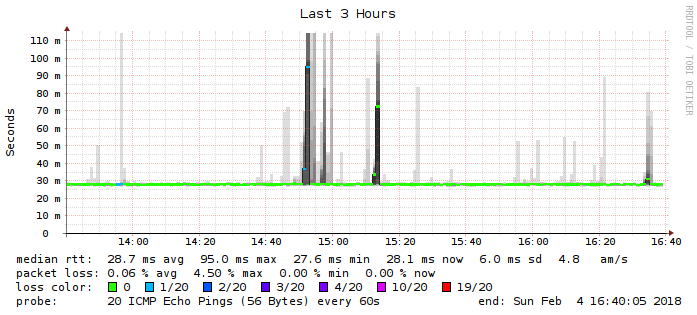 Last 3 Hours
RRDTOOL / TOBI OETIKER
Seconds
110 m
100 m
90 m
80 m
70 m
60 m
50 m
40 m
30 m
20 m
10 m
0
14:00 14:20 14:40 15:00 15:20 15:40 16:00 16:20 16:40
median rtt: 28.7 ms avg 95.0 ms max 27.6 ms min 28.1 ms now 6.0 ms sd 4.8 am/s
packet loss: 0.06 % avg 4.50 % max 0.00 % min 0.00 % now
loss color: 0 1/20 2/20 3/20 4/20 10/20 19/20
probe: 20 ICMP Echo Pings (56 Bytes) every 60s end: Sun Feb 4 16:40:05 2018